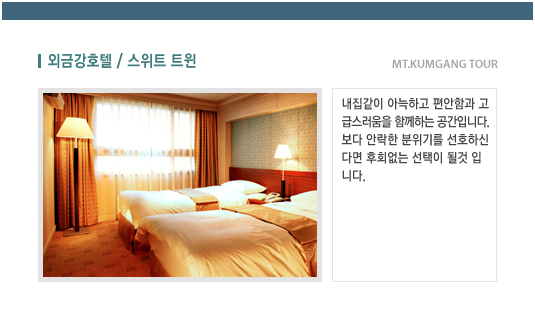 외금강호텔 / 스위트 트윈
MT.KUMGANG TOUR
내집같이 아늑하고 편안함과 고
급스러움을 함께하는 공간입니다.
보다 안락한 분위기를 선호하신
다면 후회없는 선택이 될것 입
니다.